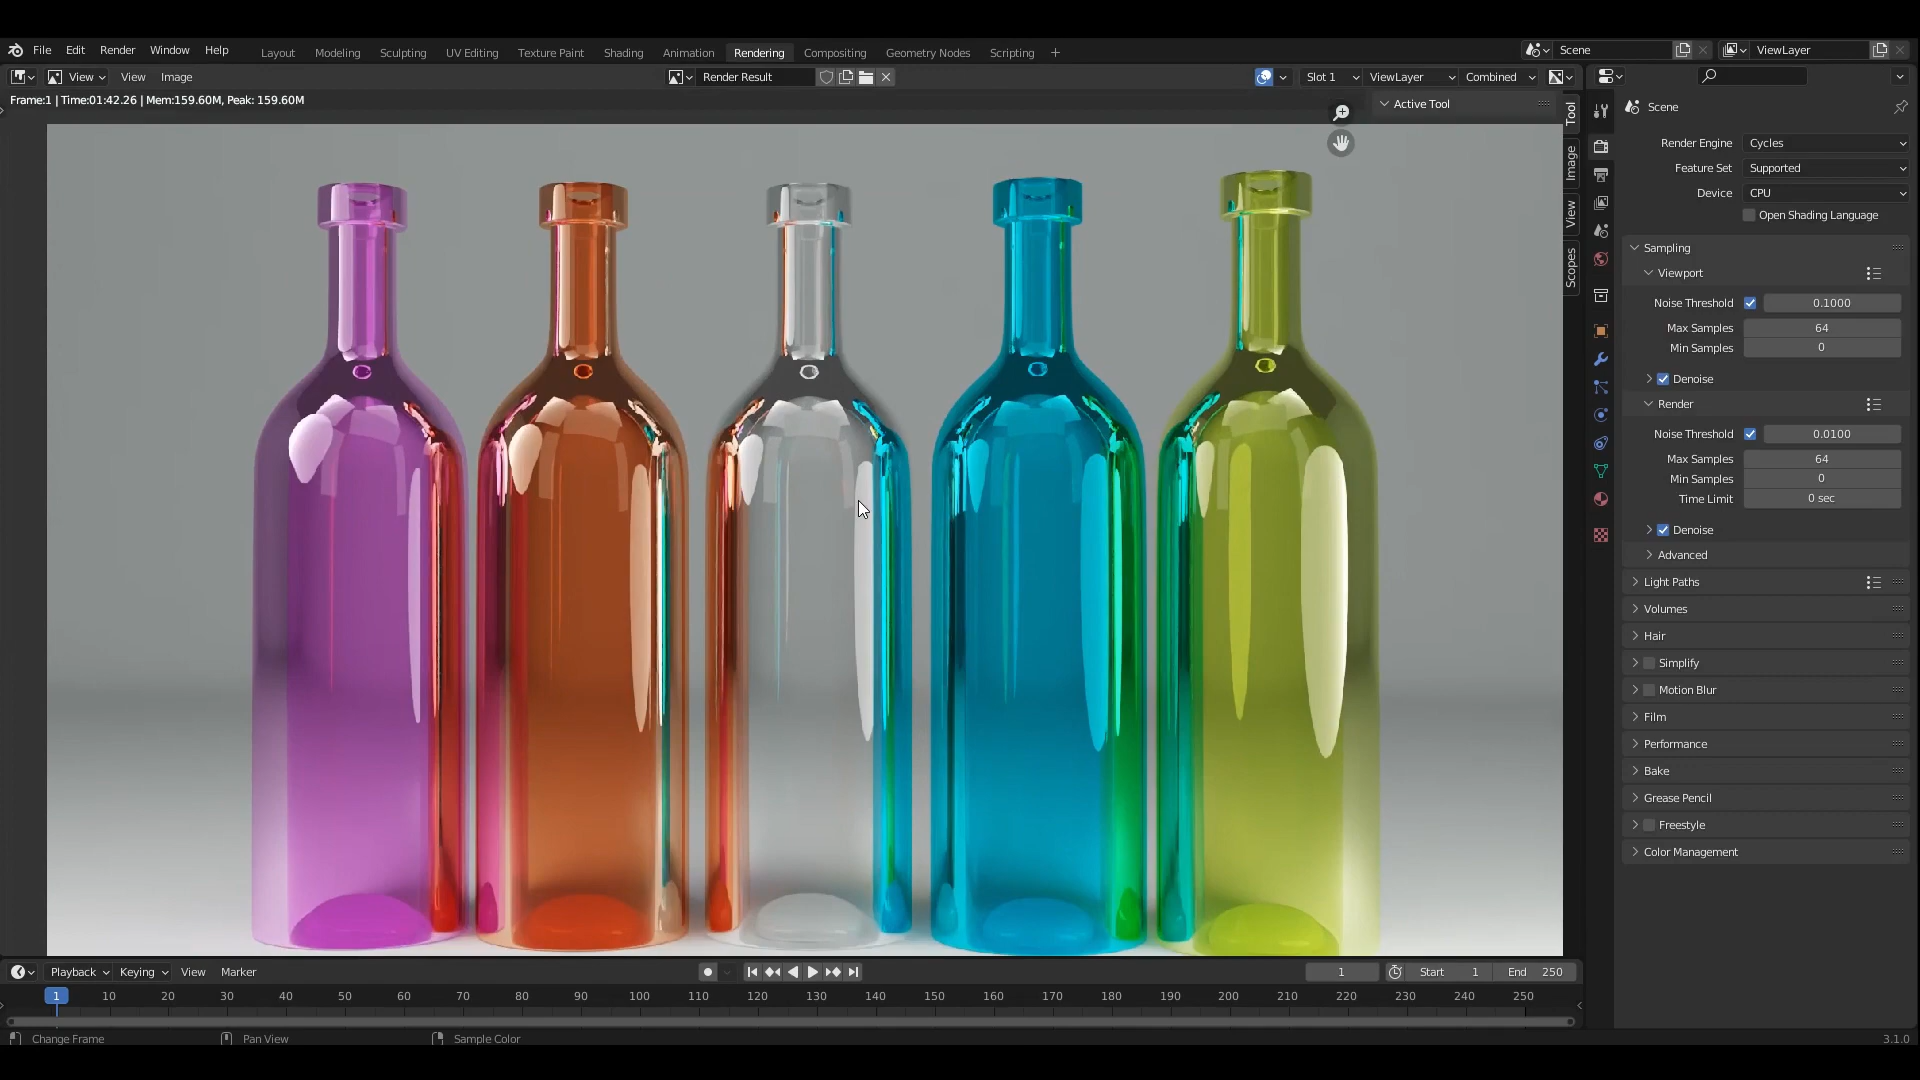 File Edit Render Window Help Layout Modeling Sculpting UV Editing Texture Paint Shading Animation Rendering Compositing Geometry Nodes Scripting + Scene ViewLayer
View View Image Render Result Slot 1 ViewLayer Combined
Frame:1 | Time:01:42.26 | Mem:159.60M, Peak: 159.60M
Active Tool
Tool
Image
View
Scopes
Scene
Render Engine Cycles
Feature Set Supported
Device CPU
Open Shading Language
Sampling
Viewport
Noise Threshold 0.1000
Max Samples 64
Min Samples 0
Denoise
Render
Noise Threshold 0.0100
Max Samples 64
Min Samples 0
Time Limit 0 sec
Denoise
Advanced
Light Paths
Volumes
Hair
Simplify
Motion Blur
Film
Performance
Bake
Grease Pencil
Freestyle
Color Management
Playback Keying View Marker 1 Start 1 End 250
1 10 20 30 40 50 60 70 80 90 100 110 120 130 140 150 160 170 180 190 200 210 220 230 240 250
Change Frame Pan View Sample Color 3.1.0